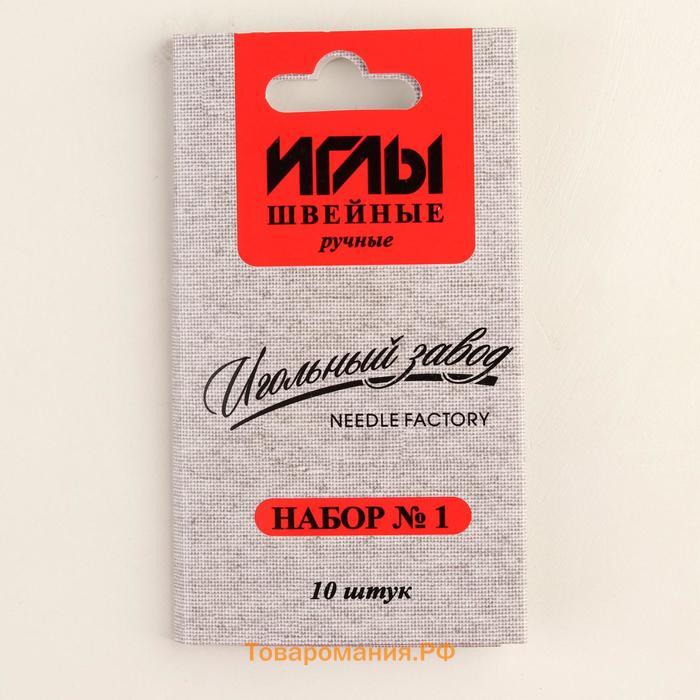 ИГЛЫ
ШВЕЙНЫЕ
ручные
Игольный завод
NEEDLE FACTORY
НАБОР № 1
10 штук
Товаромания.РФ